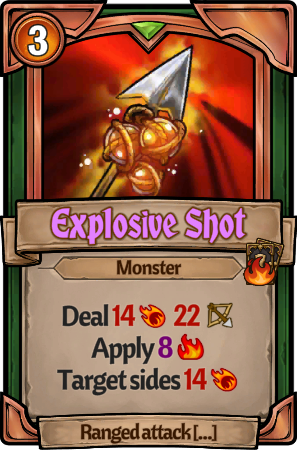 3
Explosive Shot
Monster
Deal 14 22
Apply 8
Target sides 14
Ranged attack [...]